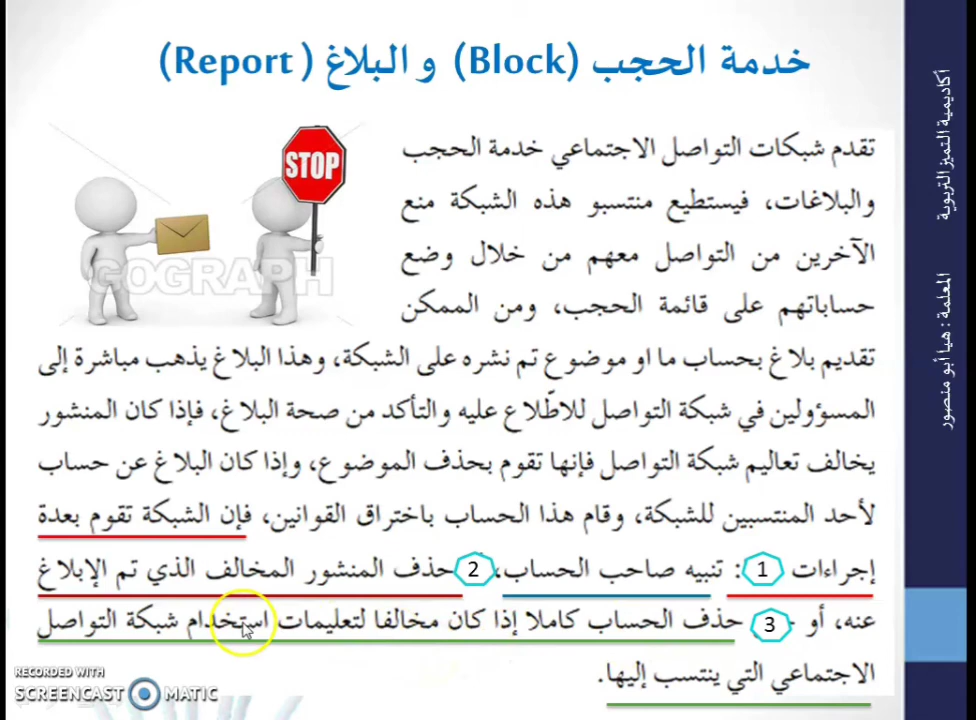 خدمة الحجب (Block) و البلاغ (Report)
STOP
GOGRAPH
تقدم شبكات التواصل الاجتماعي خدمة الحجب
والبلاغات، فيستطيع منتسبو هذه الشبكة منع
الآخرين من التواصل معهم من خلال وضع
حساباتهم على قائمة الحجب، ومن الممكن
تقديم بلاغ بحساب ما او موضوع تم نشره على الشبكة، وهذا البلاغ يذهب مباشرة إلى
المسؤولين في شبكة التواصل للاطّلاع عليه والتأكد من صحة البلاغ، فإذا كان المنشور
يخالف تعاليم شبكة التواصل فإنها تقوم بحذف الموضوع، وإذا كان البلاغ عن حساب
لأحد المنتسبين للشبكة، وقام هذا الحساب باختراق القوانين، فإن الشبكة تقوم بعدة
إجراءات 1 : تنبيه صاحب الحساب، 2 حذف المنشور المخالف الذي تم الإبلاغ
عنه، أو 3 حذف الحساب كاملا إذا كان مخالفا لتعليمات استخدام شبكة التواصل
الاجتماعي التي ينتسب إليها.
أكاديمية التميز التربوية
المعلمة : هيا أبو منصور
RECORDED WITH
SCREENCAST MATIC